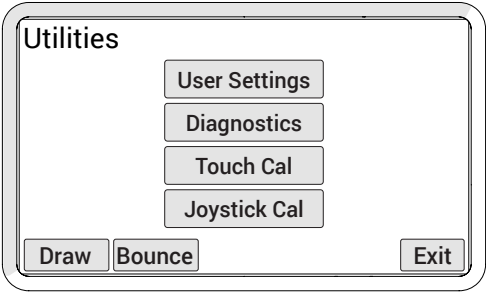 Utilities
User Settings
Diagnostics
Touch Cal
Joystick Cal
Draw Bounce Exit